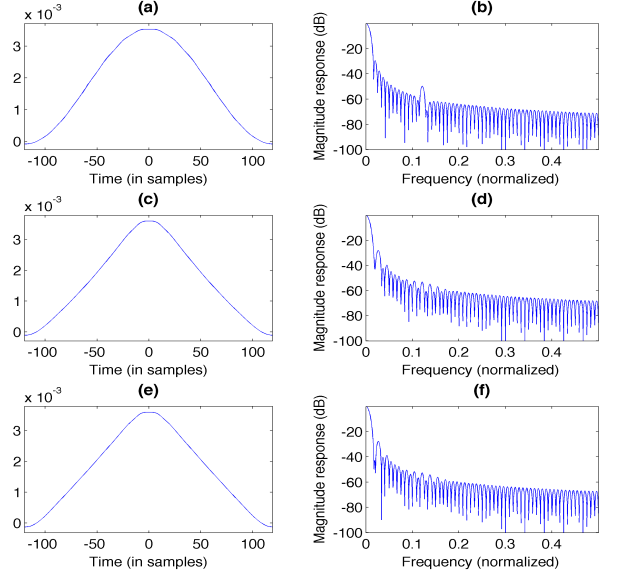 (a)
x 10⁻³
3
2
1
0
-100 -50 0 50 100
Time (in samples)
(b)
Magnitude response (dB)
-20
-40
-60
-80
-100
0 0.1 0.2 0.3 0.4
Frequency (normalized)
(c)
x 10⁻³
3
2
1
0
-100 -50 0 50 100
Time (in samples)
(d)
Magnitude response (dB)
-20
-40
-60
-80
-100
0 0.1 0.2 0.3 0.4
Frequency (normalized)
(e)
x 10⁻³
3
2
1
0
-100 -50 0 50 100
Time (in samples)
(f)
Magnitude response (dB)
-20
-40
-60
-80
-100
0 0.1 0.2 0.3 0.4
Frequency (normalized)